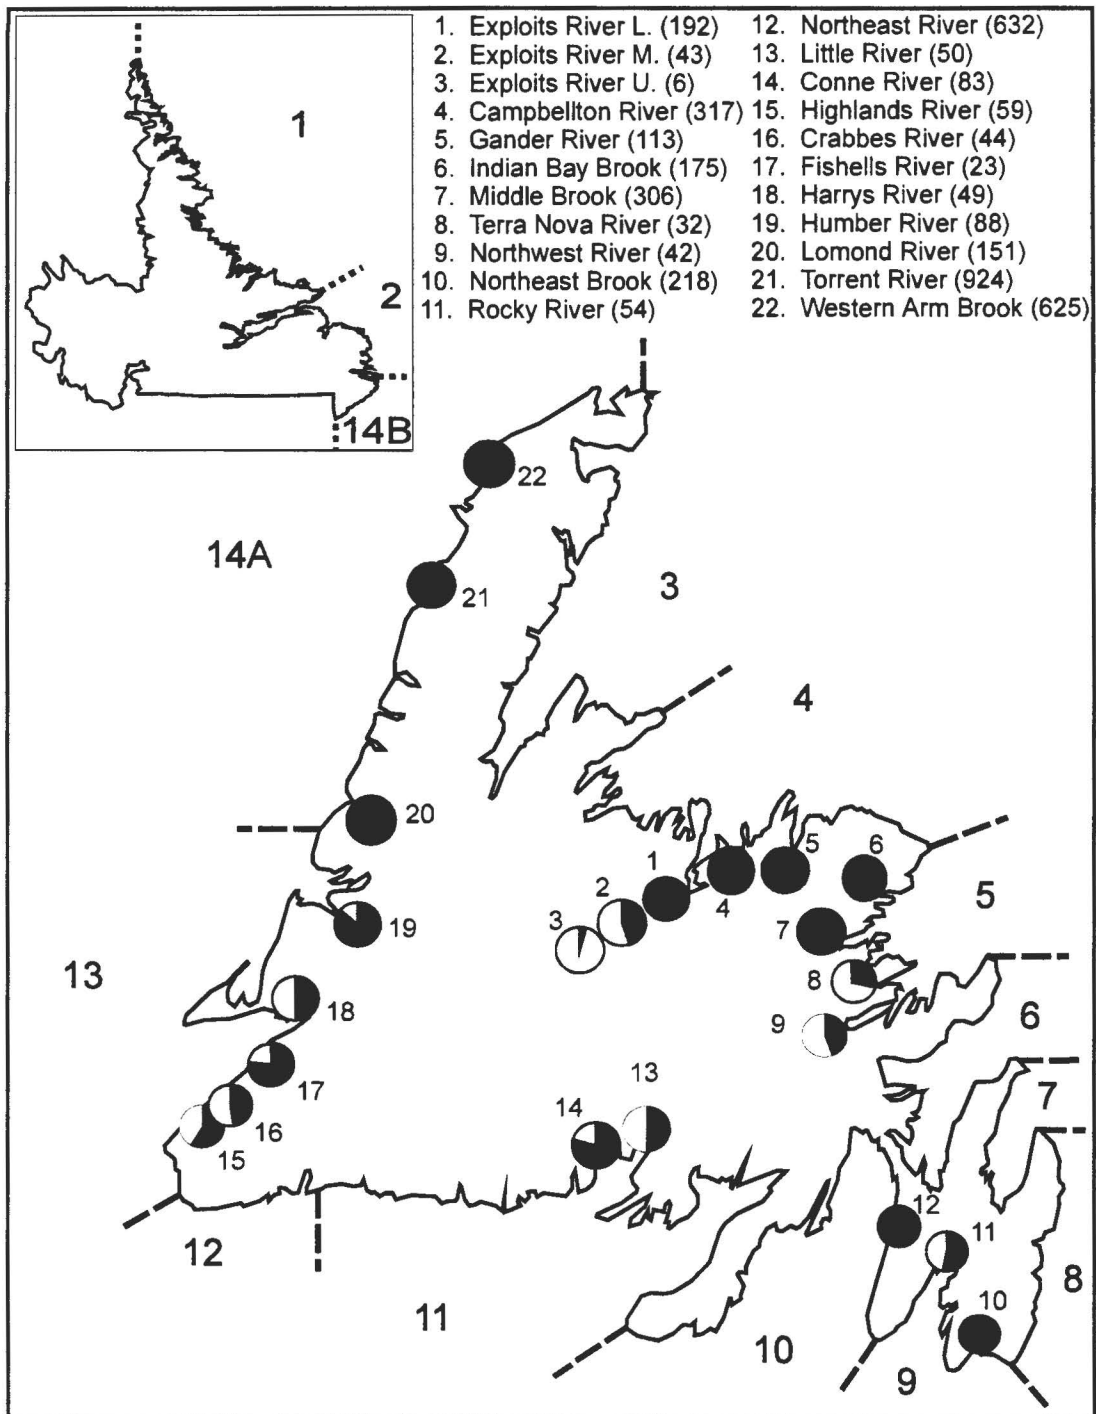 1. Exploits River L. (192)
2. Exploits River M. (43)
3. Exploits River U. (6)
4. Campbellton River (317)
5. Gander River (113)
6. Indian Bay Brook (175)
7. Middle Brook (306)
8. Terra Nova River (32)
9. Northwest River (42)
10. Northeast Brook (218)
11. Rocky River (54)
12. Northeast River (632)
13. Little River (50)
14. Conne River (83)
15. Highlands River (59)
16. Crabbes River (44)
17. Fishells River (23)
18. Harrys River (49)
19. Humber River (88)
20. Lomond River (151)
21. Torrent River (924)
22. Western Arm Brook (625)
1
2
14B
22
14A
21
3
4
20
5
6
1
2
4
3
7
5
19
13
8
18
9
6
17
13
7
14
16
15
12
11
12
8
10
11
10
9